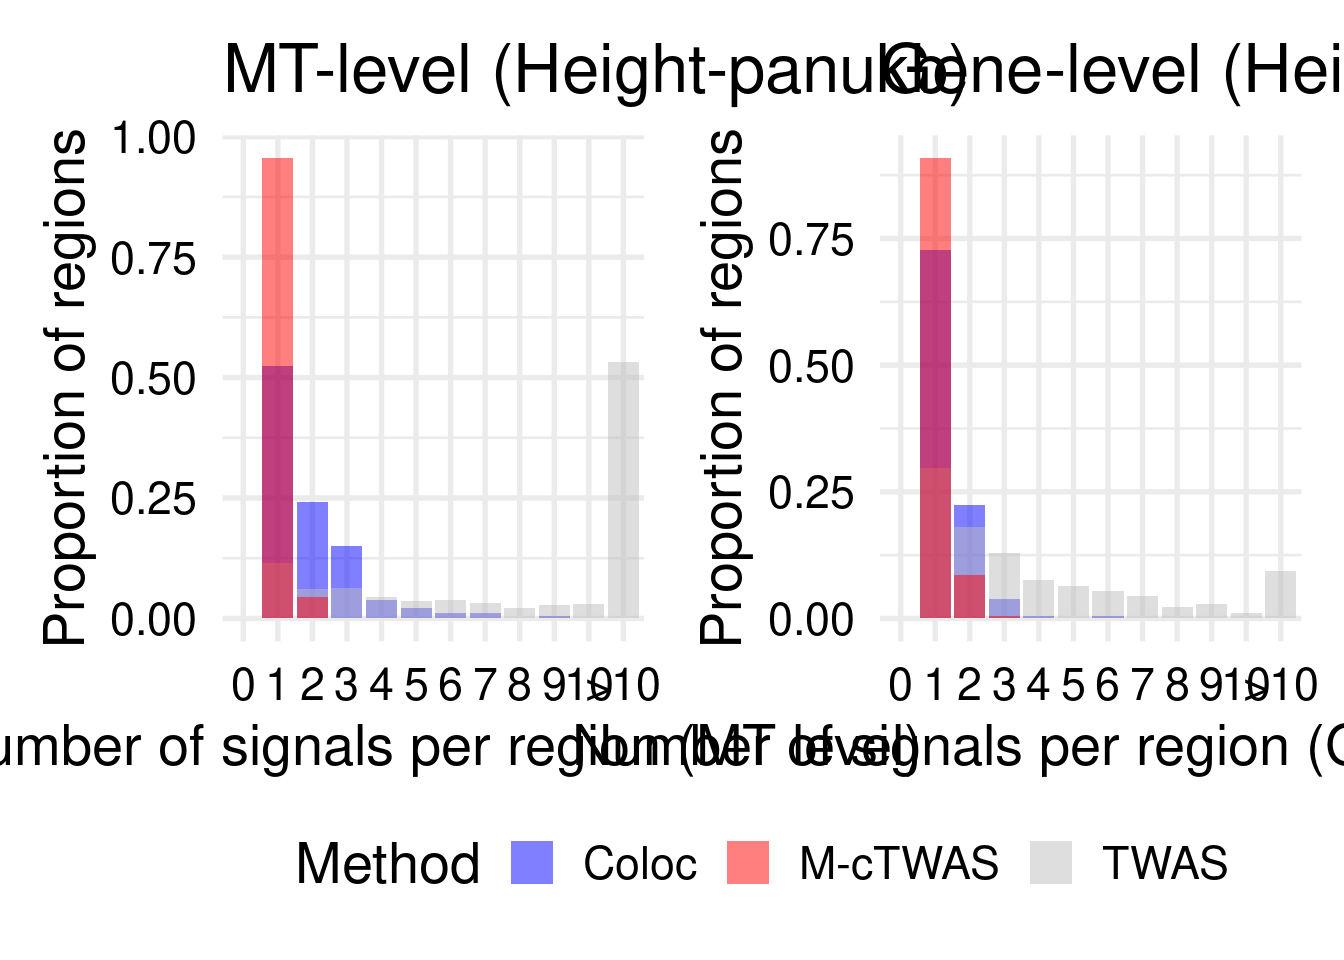 MT-level (Height-panukb)
Gene-level (Hei
Proportion of regions
1.00
0.75
0.50
0.25
0.00
0 1 2 3 4 5 6 7 8 9 10 >10
umber of signals per region (MT level)
Proportion of regions
0.75
0.50
0.25
0.00
0 1 2 3 4 5 6 7 8 9 10 >10
Number of signals per region (G
Method Coloc M-cTWAS TWAS